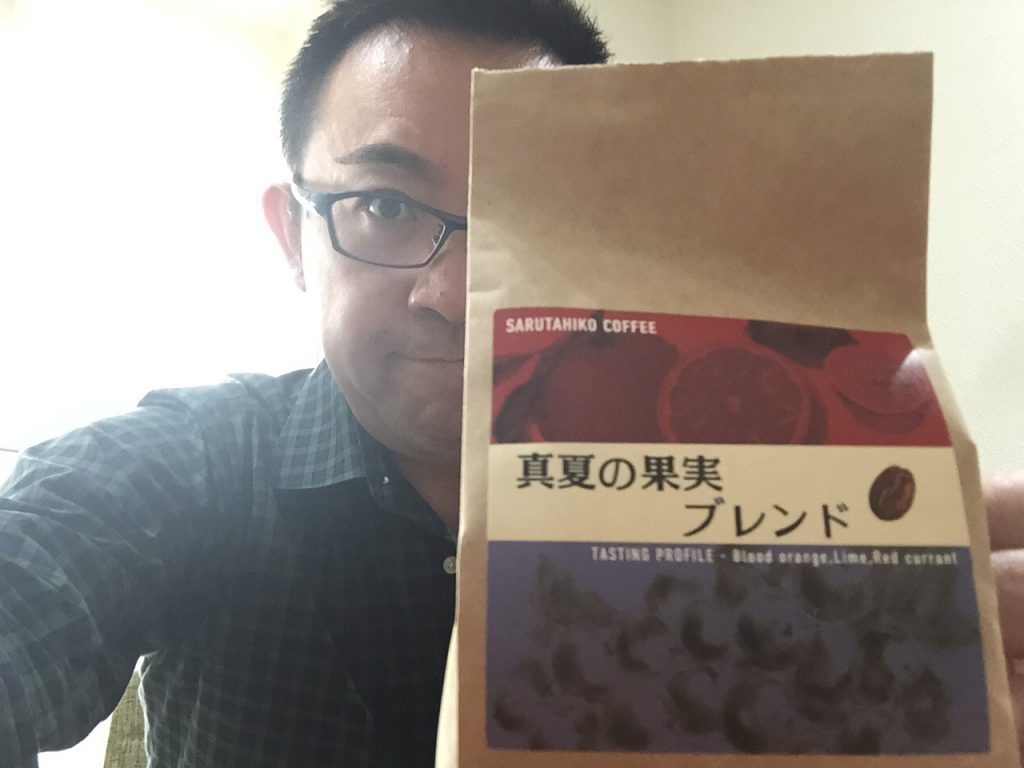 SARUTAHIKO COFFEE
真夏の果実
ブレンド
TASTING PROFILE - Blood orange,Lime,Red currant